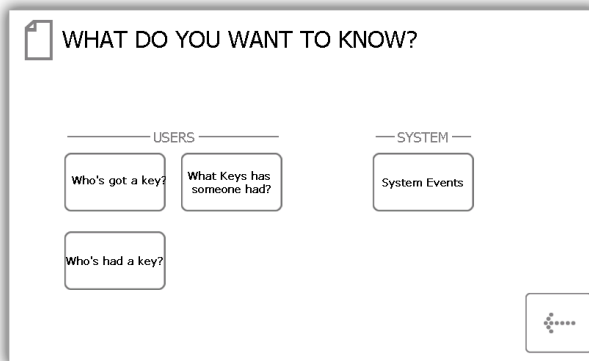 WHAT DO YOU WANT TO KNOW?
USERS
SYSTEM
Who's got a key?
What Keys has
someone had?
System Events
Who's had a key?